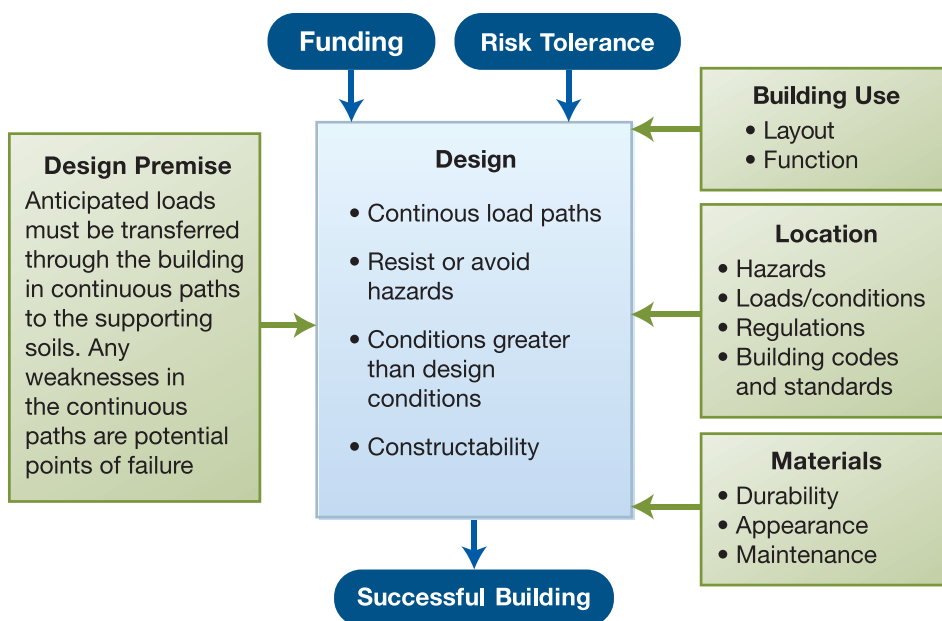 Funding
Risk Tolerance
Design Premise
Anticipated loads
must be transferred
through the building
in continuous paths
to the supporting
soils. Any
weaknesses in
the continuous
paths are potential
points of failure
Design
• Continous load paths
• Resist or avoid
hazards
• Conditions greater
than design
conditions
• Constructability
Building Use
• Layout
• Function
Location
• Hazards
• Loads/conditions
• Regulations
• Building codes
and standards
Materials
• Durability
• Appearance
• Maintenance
Successful Building